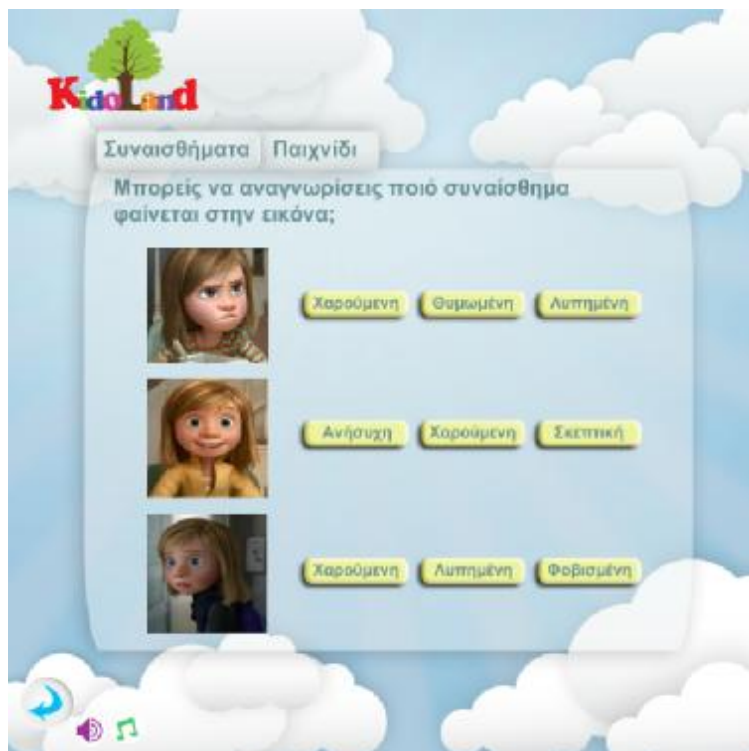 KidoLand
Συναισθήματα Παιχνίδι
Μπορείς να αναγνωρίσεις ποιό συναίσθημα
φαίνεται στην εικόνα;
Χαρούμενη Θυμωμένη Λυπημένη
Ανήσυχη Χαρούμενη Σκεπτική
Χαρούμενη Λυπημένη Φοβισμένη